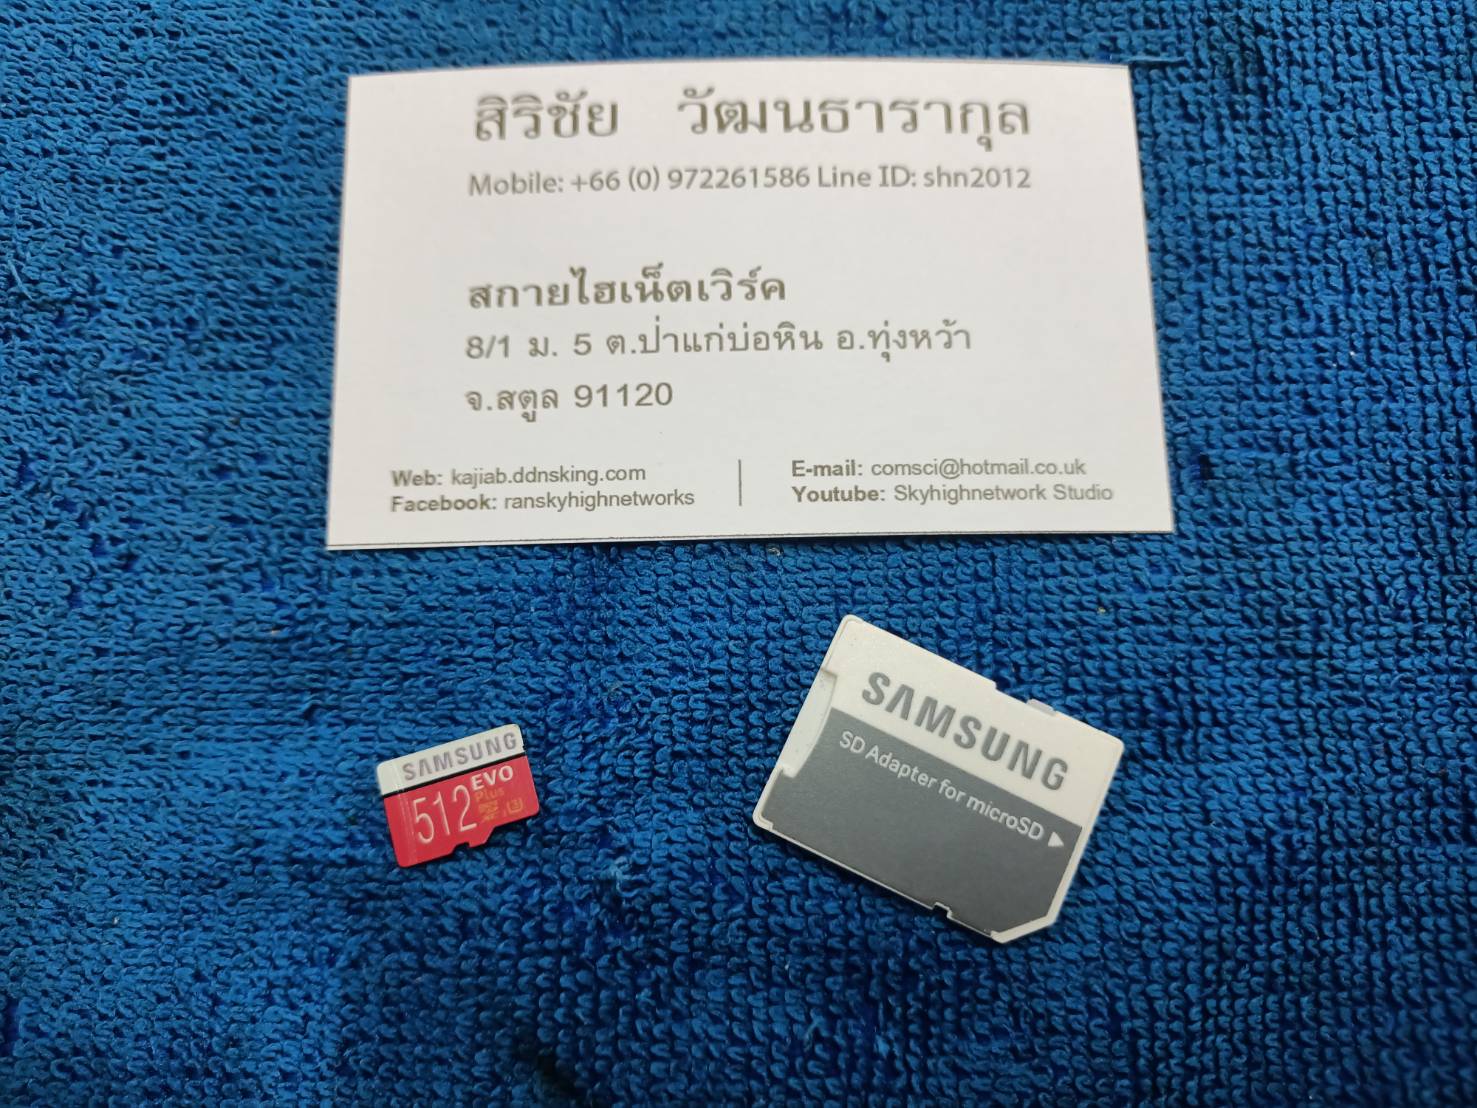 สิริชัย วัฒนธารากุล
Mobile: +66 (0) 972261586 Line ID: shn2012
สกายไฮเน็ตเวิร์ค
8/1 ม. 5 ต.ป่าแก่บ่อหิน อ.ทุ่งหว้า
จ.สตูล 91120
Web: kajiab.ddnsking.com
Facebook: ranskyhighnetworks
E-mail: comsci@hotmail.co.uk
Youtube: Skyhighnetwork Studio
SAMSUNG
EVO
Plus
512
SAMSUNG
SD Adapter for microSD